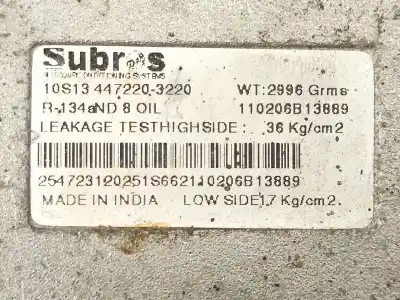 Subros
10S13 447220-3220 WT:2996 Grms
R-134aND 8 OIL 110206B13889
LEAKAGE TESTHIGHSIDE : 36 Kg/cm2
254723120251S662110206B13889
MADE IN INDIA LOW SIDE17 Kg/cm2.